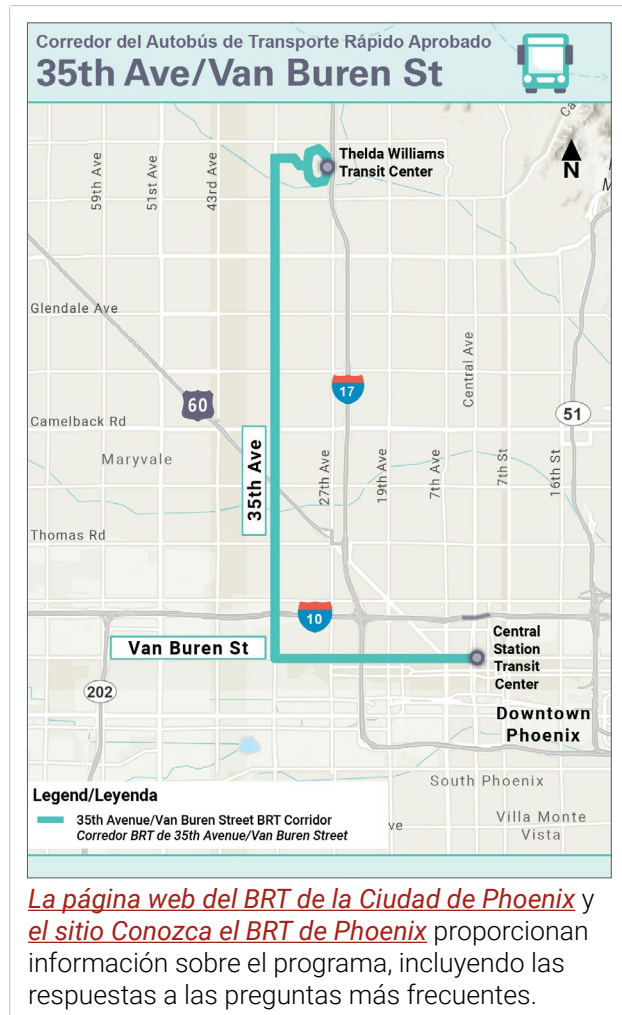 Corredor del Autobús de Transporte Rápido Aprobado
35th Ave/Van Buren St
Ca
N
M
Thelda Williams
Transit Center
59th Ave
51st Ave
43rd Ave
Glendale Ave
60
17
Central Ave
51
Camelback Rd
Maryvale
35th Ave
27th Ave
19th Ave
7th Ave
7th St
16th St
Thomas Rd
10
Van Buren St
Central
Station
Transit
Center
202
Downtown
Phoenix
South Phoenix
Legend/Leyenda
35th Avenue/Van Buren Street BRT Corridor
Corredor BRT de 35th Avenue/Van Buren Street
ve
Villa Monte
Vista
La página web del BRT de la Ciudad de Phoenix y
el sitio Conozca el BRT de Phoenix proporcionan
información sobre el programa, incluyendo las
respuestas a las preguntas más frecuentes.